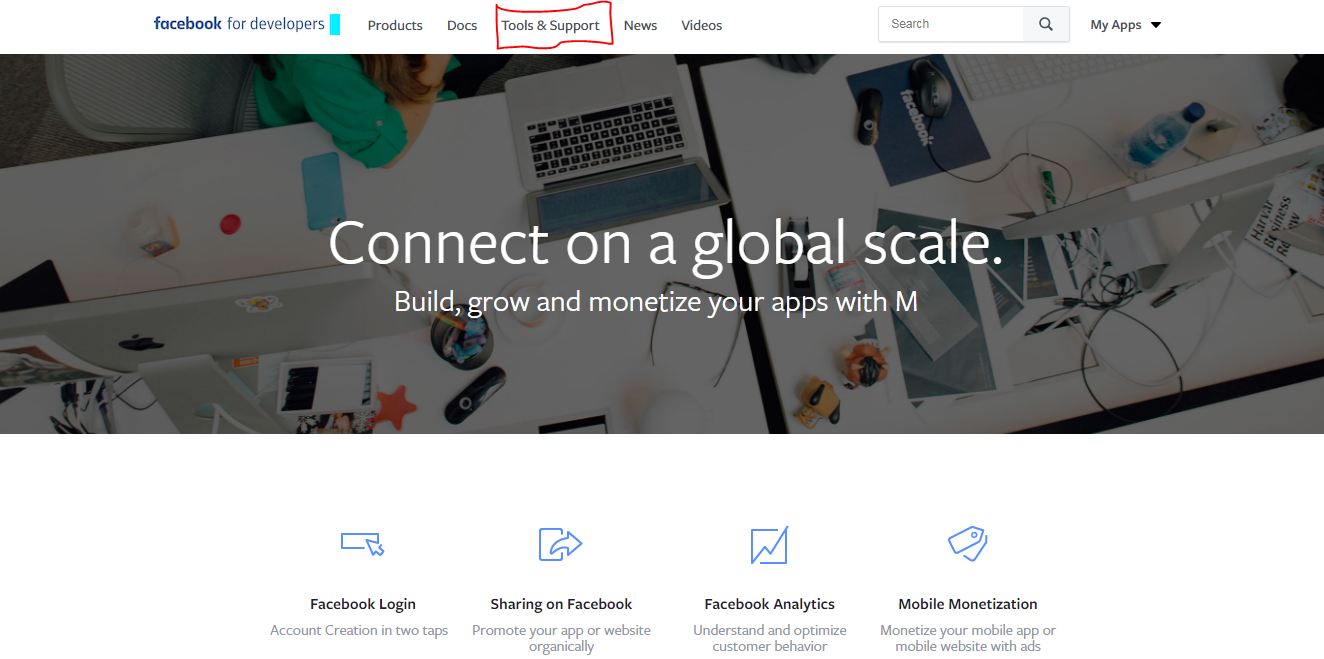 facebook for developers
Products
Docs
Tools & Support
News
Videos
Search
My Apps
facebook
Harvard
Business
Connect on a global scale.
Build, grow and monetize your apps with M
Facebook Login
Account Creation in two taps
Sharing on Facebook
Promote your app or website
organically
Facebook Analytics
Understand and optimize
customer behavior
Mobile Monetization
Monetize your mobile app or
mobile website with ads